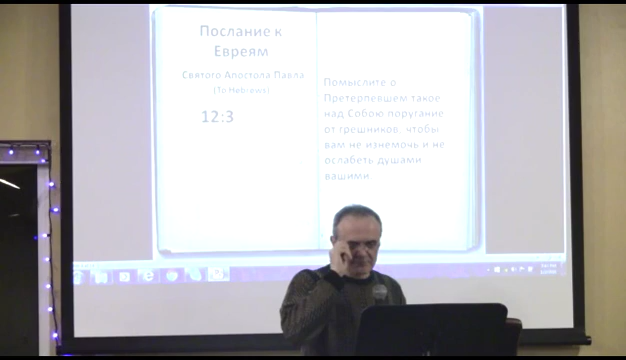 Послание к
Евреям
Святого Апостола Павла
(To Hebrews)
12:3
Помыслите о
Претерпевшем такое
над Собою поругание
от грешников, чтобы
вам не изнемочь и не
ослабеть душами
вашими